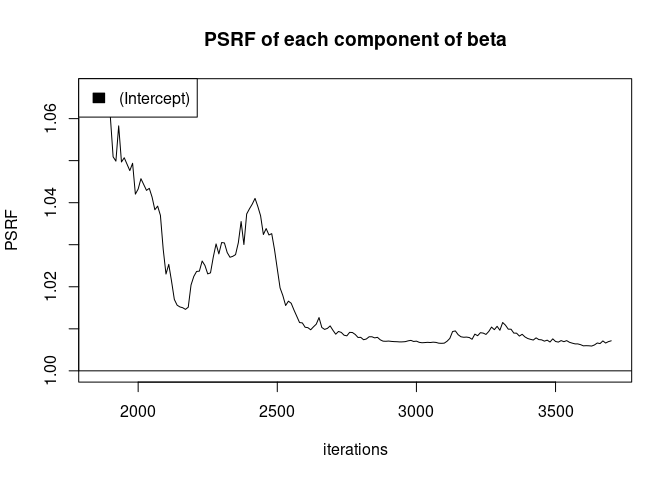 PSRF of each component of beta
(Intercept)
PSRF
1.06
1.04
1.02
1.00
2000 2500 3000 3500
iterations